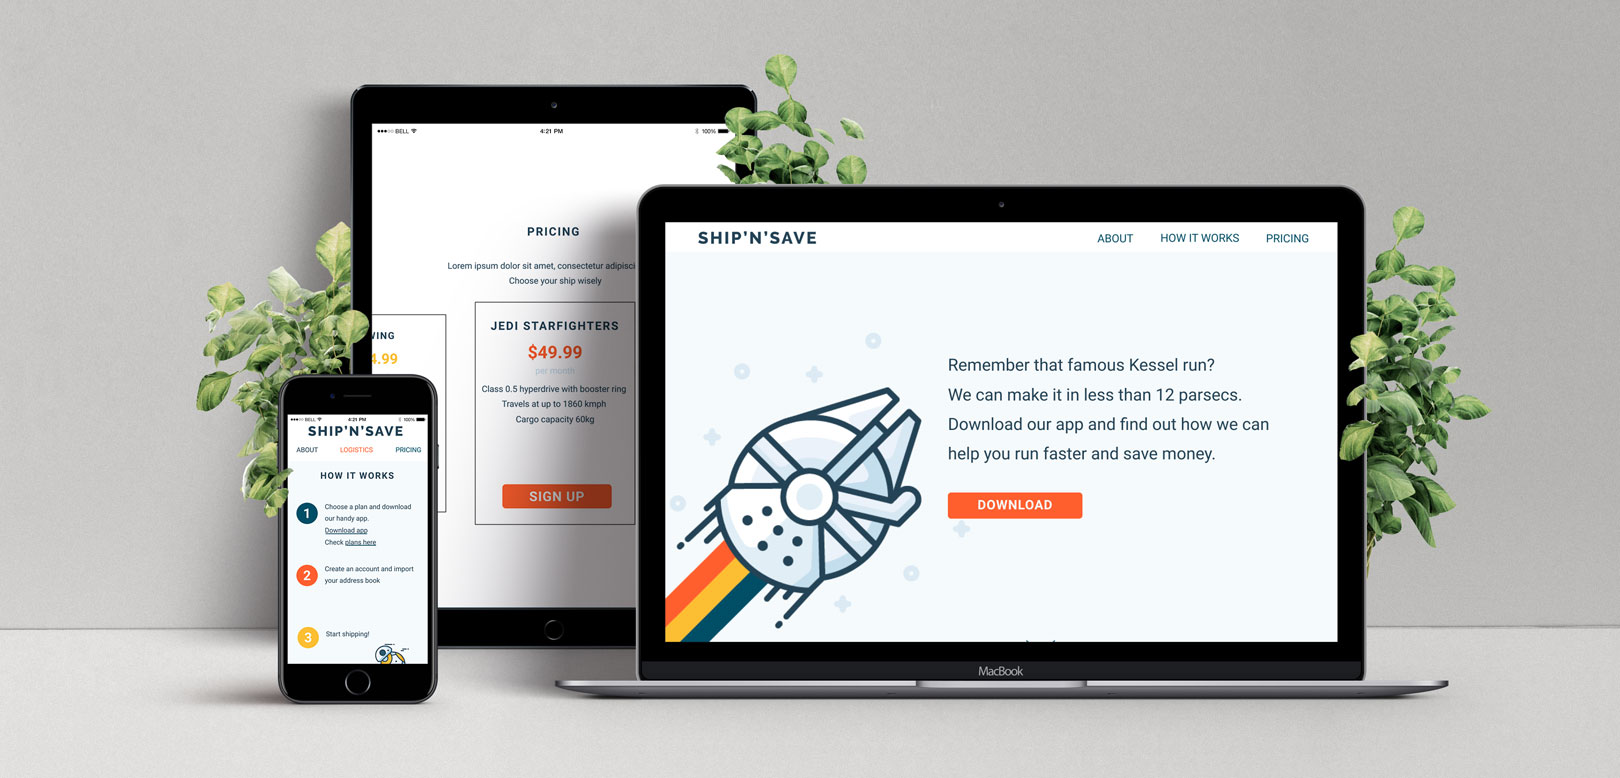 BELL
4:21 PM
100%
PRICING
Lorem ipsum dolor sit amet, consectetur
Choose your ship wisely
4.99
JEDI STARFIGHTERS
$49.99
per month
Class 0.5 hyperdrive with booster ring
Travels at up to 1860 kmph
Cargo capacity 60kg
SIGN UP
BELL
4:21 PM
100%
SHIP'N'SAVE
ABOUT LOGISTICS PRICING
HOW IT WORKS
1
Choose a plan and download
our handy app.
Download app
Check plans here
2
Create an account and import
your address book
3
Start shipping!
SHIP'N'SAVE
ABOUT HOW IT WORKS PRICING
Remember that famous Kessel run?
We can make it in less than 12 parsecs.
Download our app and find out how we can
help you run faster and save money.
DOWNLOAD
MacBook